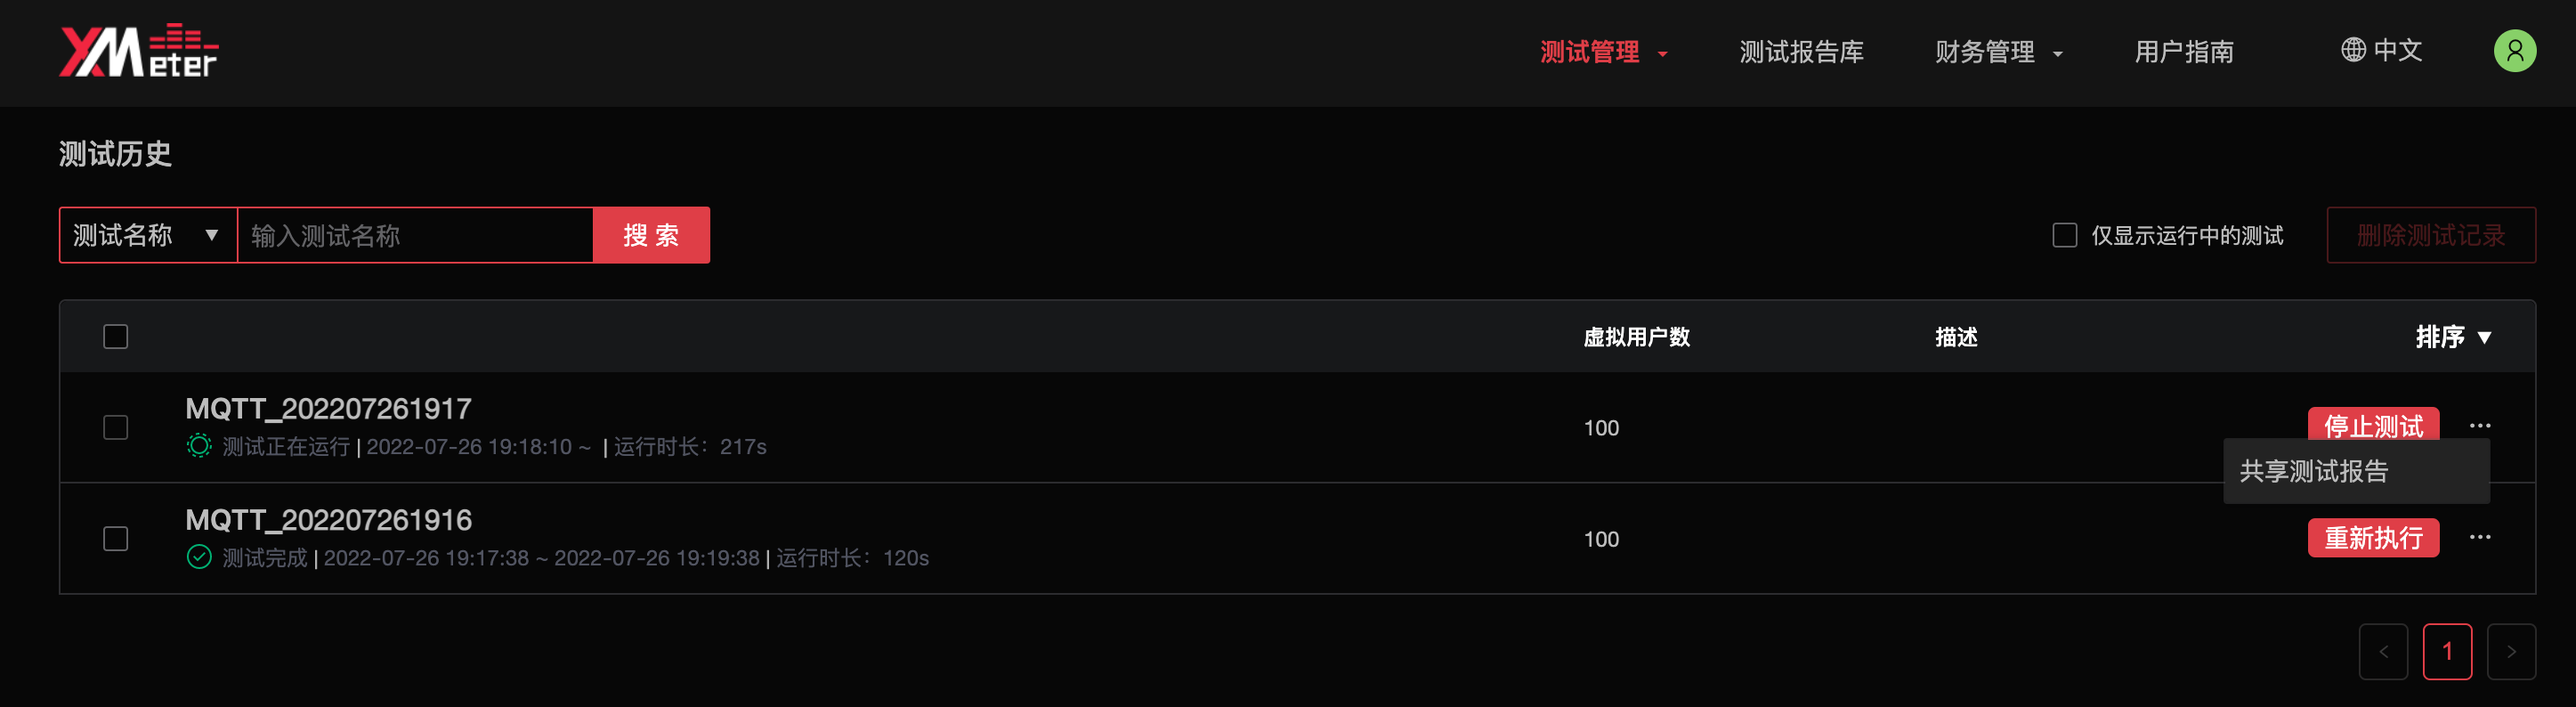 XMeter
测试管理 测试报告库 财务管理 用户指南 中文
测试历史
测试名称 ▼ 输入测试名称 搜 索 仅显示运行中的测试 删除测试记录
虚拟用户数 描述 排序 ▼
MQTT_202207261917
测试正在运行 | 2022-07-26 19:18:10 ~ | 运行时长：217s
100
停止测试 ···
共享测试报告
MQTT_202207261916
测试完成 | 2022-07-26 19:17:38 ~ 2022-07-26 19:19:38 | 运行时长：120s
100
重新执行 ···
< 1 >